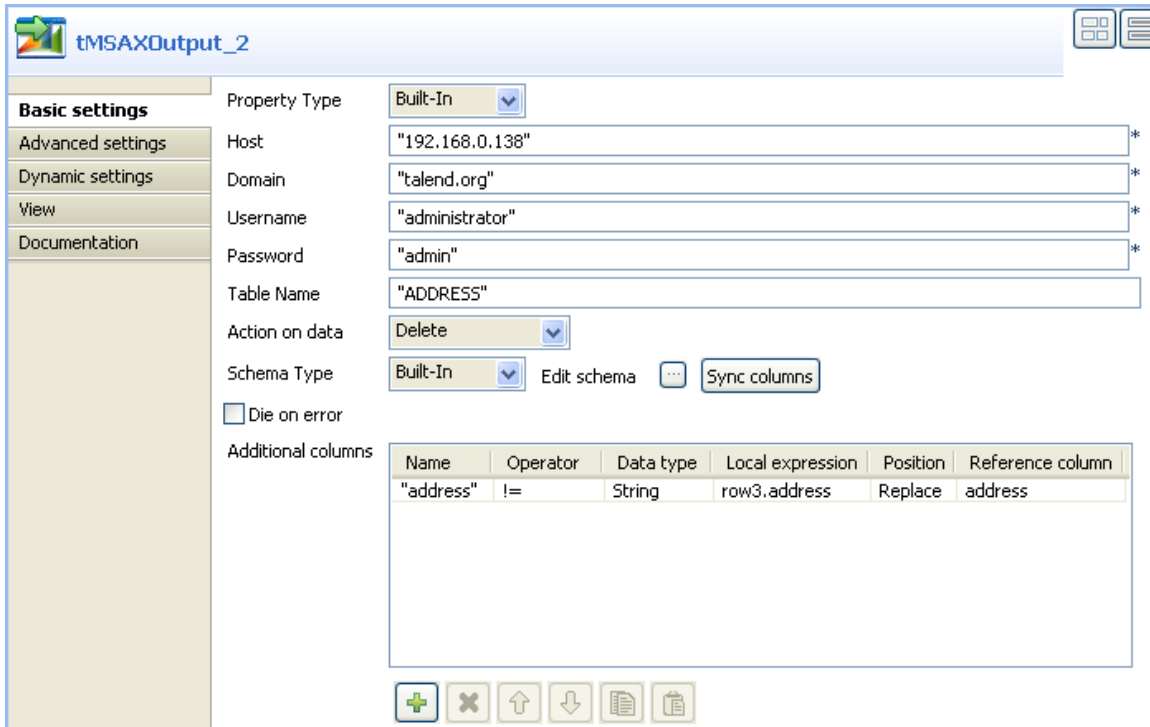 tMSAXOutput_2
Basic settings
Advanced settings
Dynamic settings
View
Documentation
Property Type Built-In
Host "192.168.0.138" *
Domain "talend.org" *
Username "administrator" *
Password "admin" *
Table Name "ADDRESS"
Action on data Delete
Schema Type Built-In Edit schema ... Sync columns
Die on error
Additional columns
Name Operator Data type Local expression Position Reference column
"address" != String row3.address Replace address